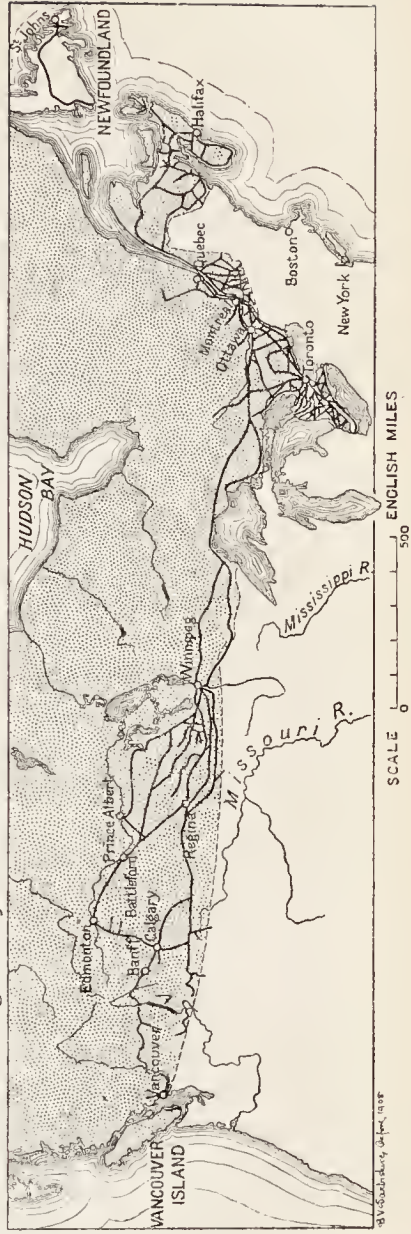 St Johns
NEWFOUNDLAND
HUDSON
BAY
Halifax
Quebec
Montreal
Ottawa
Toronto
Boston
New York
Winnipeg
Prince Albert
Battleford
Regina
Edmonton
Banff
Calgary
Vancouver
VANCOUVER
ISLAND
Missouri R.
Mississippi R.
SCALE 0 500 ENGLISH MILES
1908